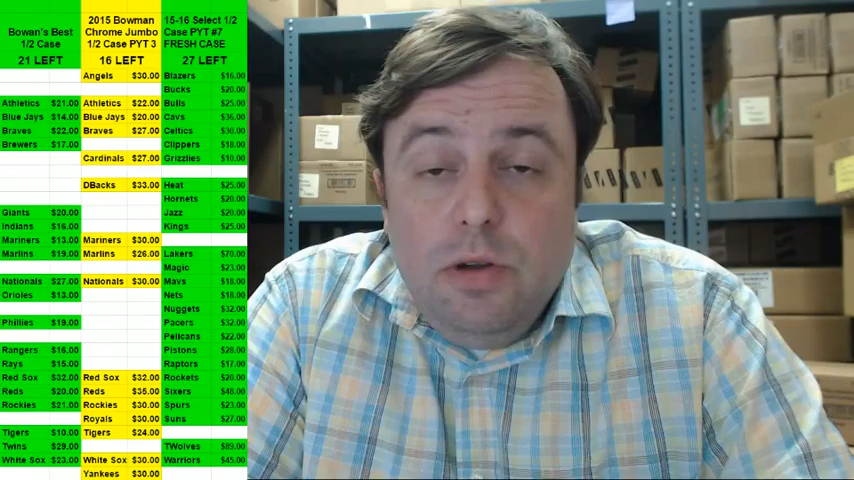 Bowan's Best
1/2 Case
21 LEFT
Athletics $21.00
Blue Jays $14.00
Braves $22.00
Brewers $17.00
Giants $20.00
Indians $16.00
Mariners $13.00
Marlins $19.00
Nationals $27.00
Orioles $13.00
Phillies $19.00
Rangers $16.00
Rays $15.00
Red Sox $32.00
Reds $20.00
Rockies $21.00
Tigers $10.00
Twins $29.00
White Sox $23.00
2015 Bowman
Chrome Jumbo
1/2 Case PYT 3
16 LEFT
Angels $30.00
Athletics $22.00
Blue Jays $20.00
Braves $27.00
Cardinals $27.00
DBacks $33.00
Mariners $30.00
Marlins $26.00
Nationals $30.00
Red Sox $32.00
Reds $35.00
Rockies $30.00
Royals $30.00
Tigers $24.00
White Sox $30.00
Yankees $30.00
15-16 Select 1/2
Case PYT #7
FRESH CASE
27 LEFT
Blazers $16.00
Bucks $20.00
Bulls $25.00
Cavs $36.00
Celtics $30.00
Clippers $18.00
Grizzlies $10.00
Heat $25.00
Hornets $20.00
Jazz $20.00
Kings $25.00
Lakers $70.00
Magic $23.00
Mavs $18.00
Nets $18.00
Nuggets $32.00
Pacers $32.00
Pelicans $22.00
Pistons
Raptors $17.00
Rockets $20.00
Sixers
Spurs $23.00
Suns $27.00
TWolves $89.00
Warriors $45.00